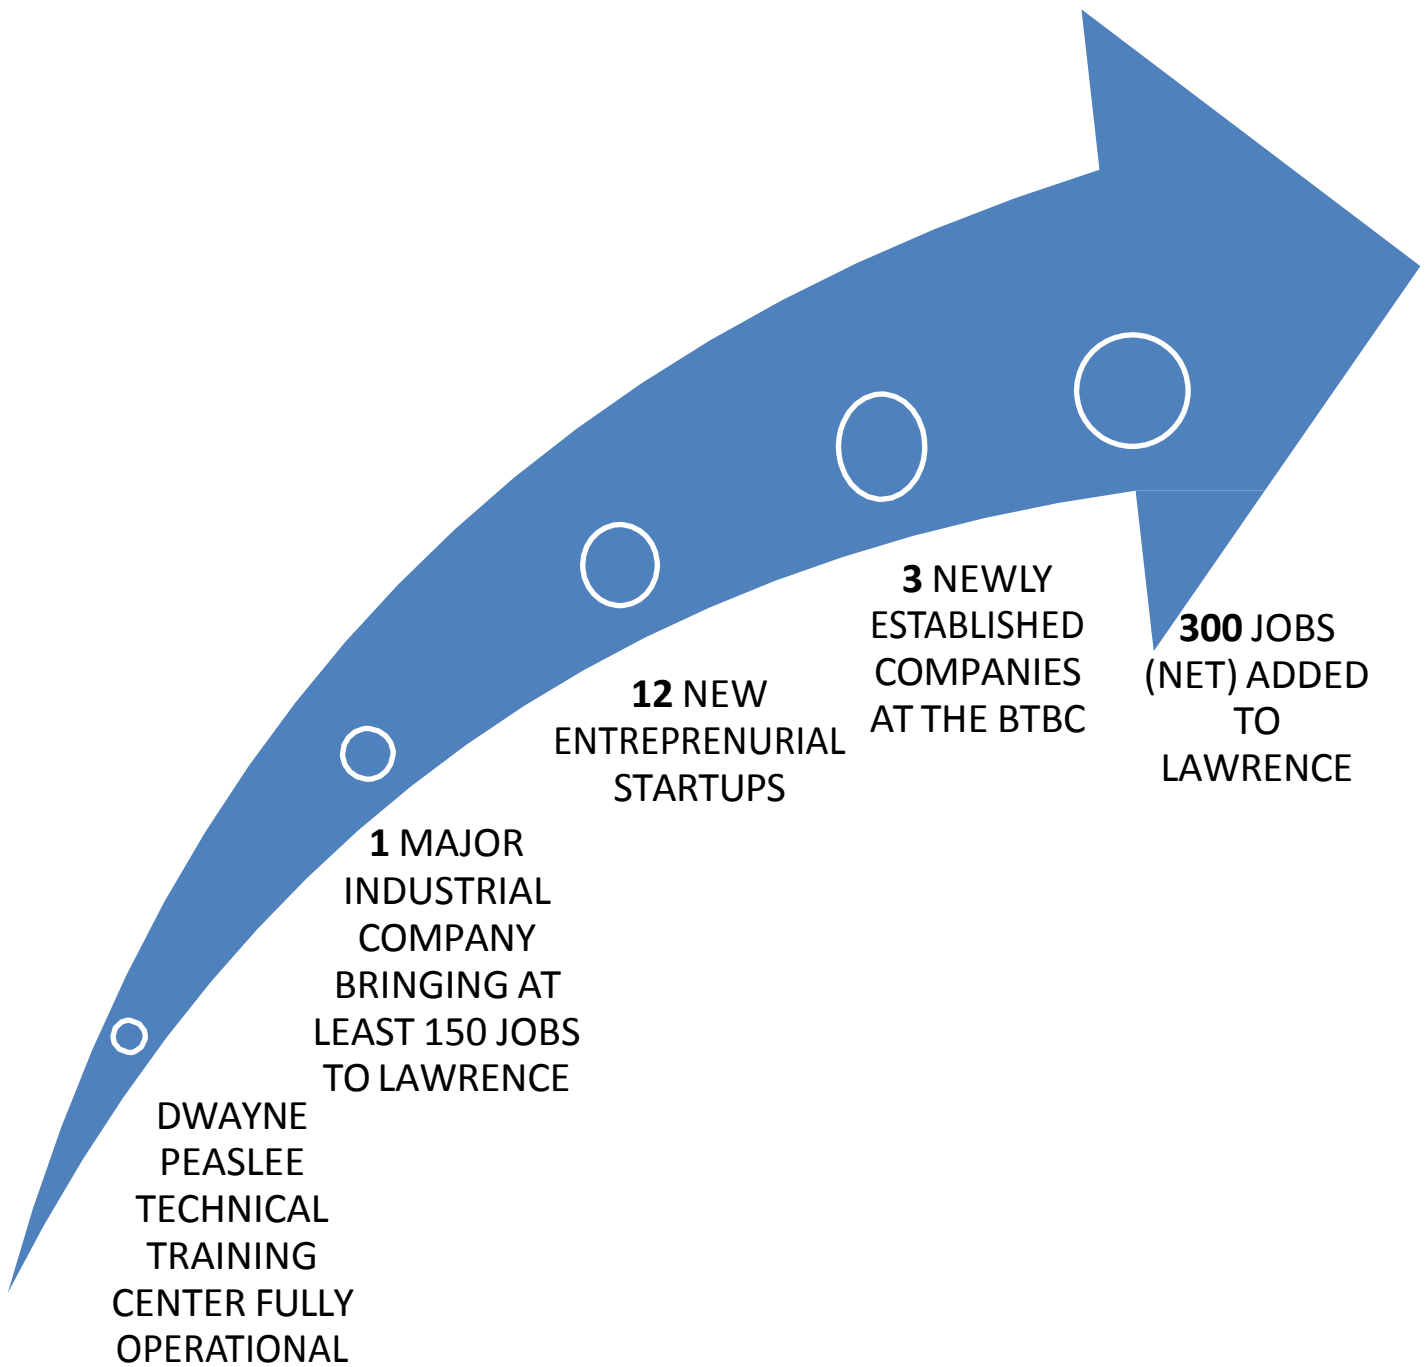 DWAYNE
PEASLEE
TECHNICAL
TRAINING
CENTER FULLY
OPERATIONAL
1 MAJOR
INDUSTRIAL
COMPANY
BRINGING AT
LEAST 150 JOBS
TO LAWRENCE
12 NEW
ENTREPRENURIAL
STARTUPS
3 NEWLY
ESTABLISHED
COMPANIES
AT THE BTBC
300 JOBS
(NET) ADDED
TO
LAWRENCE